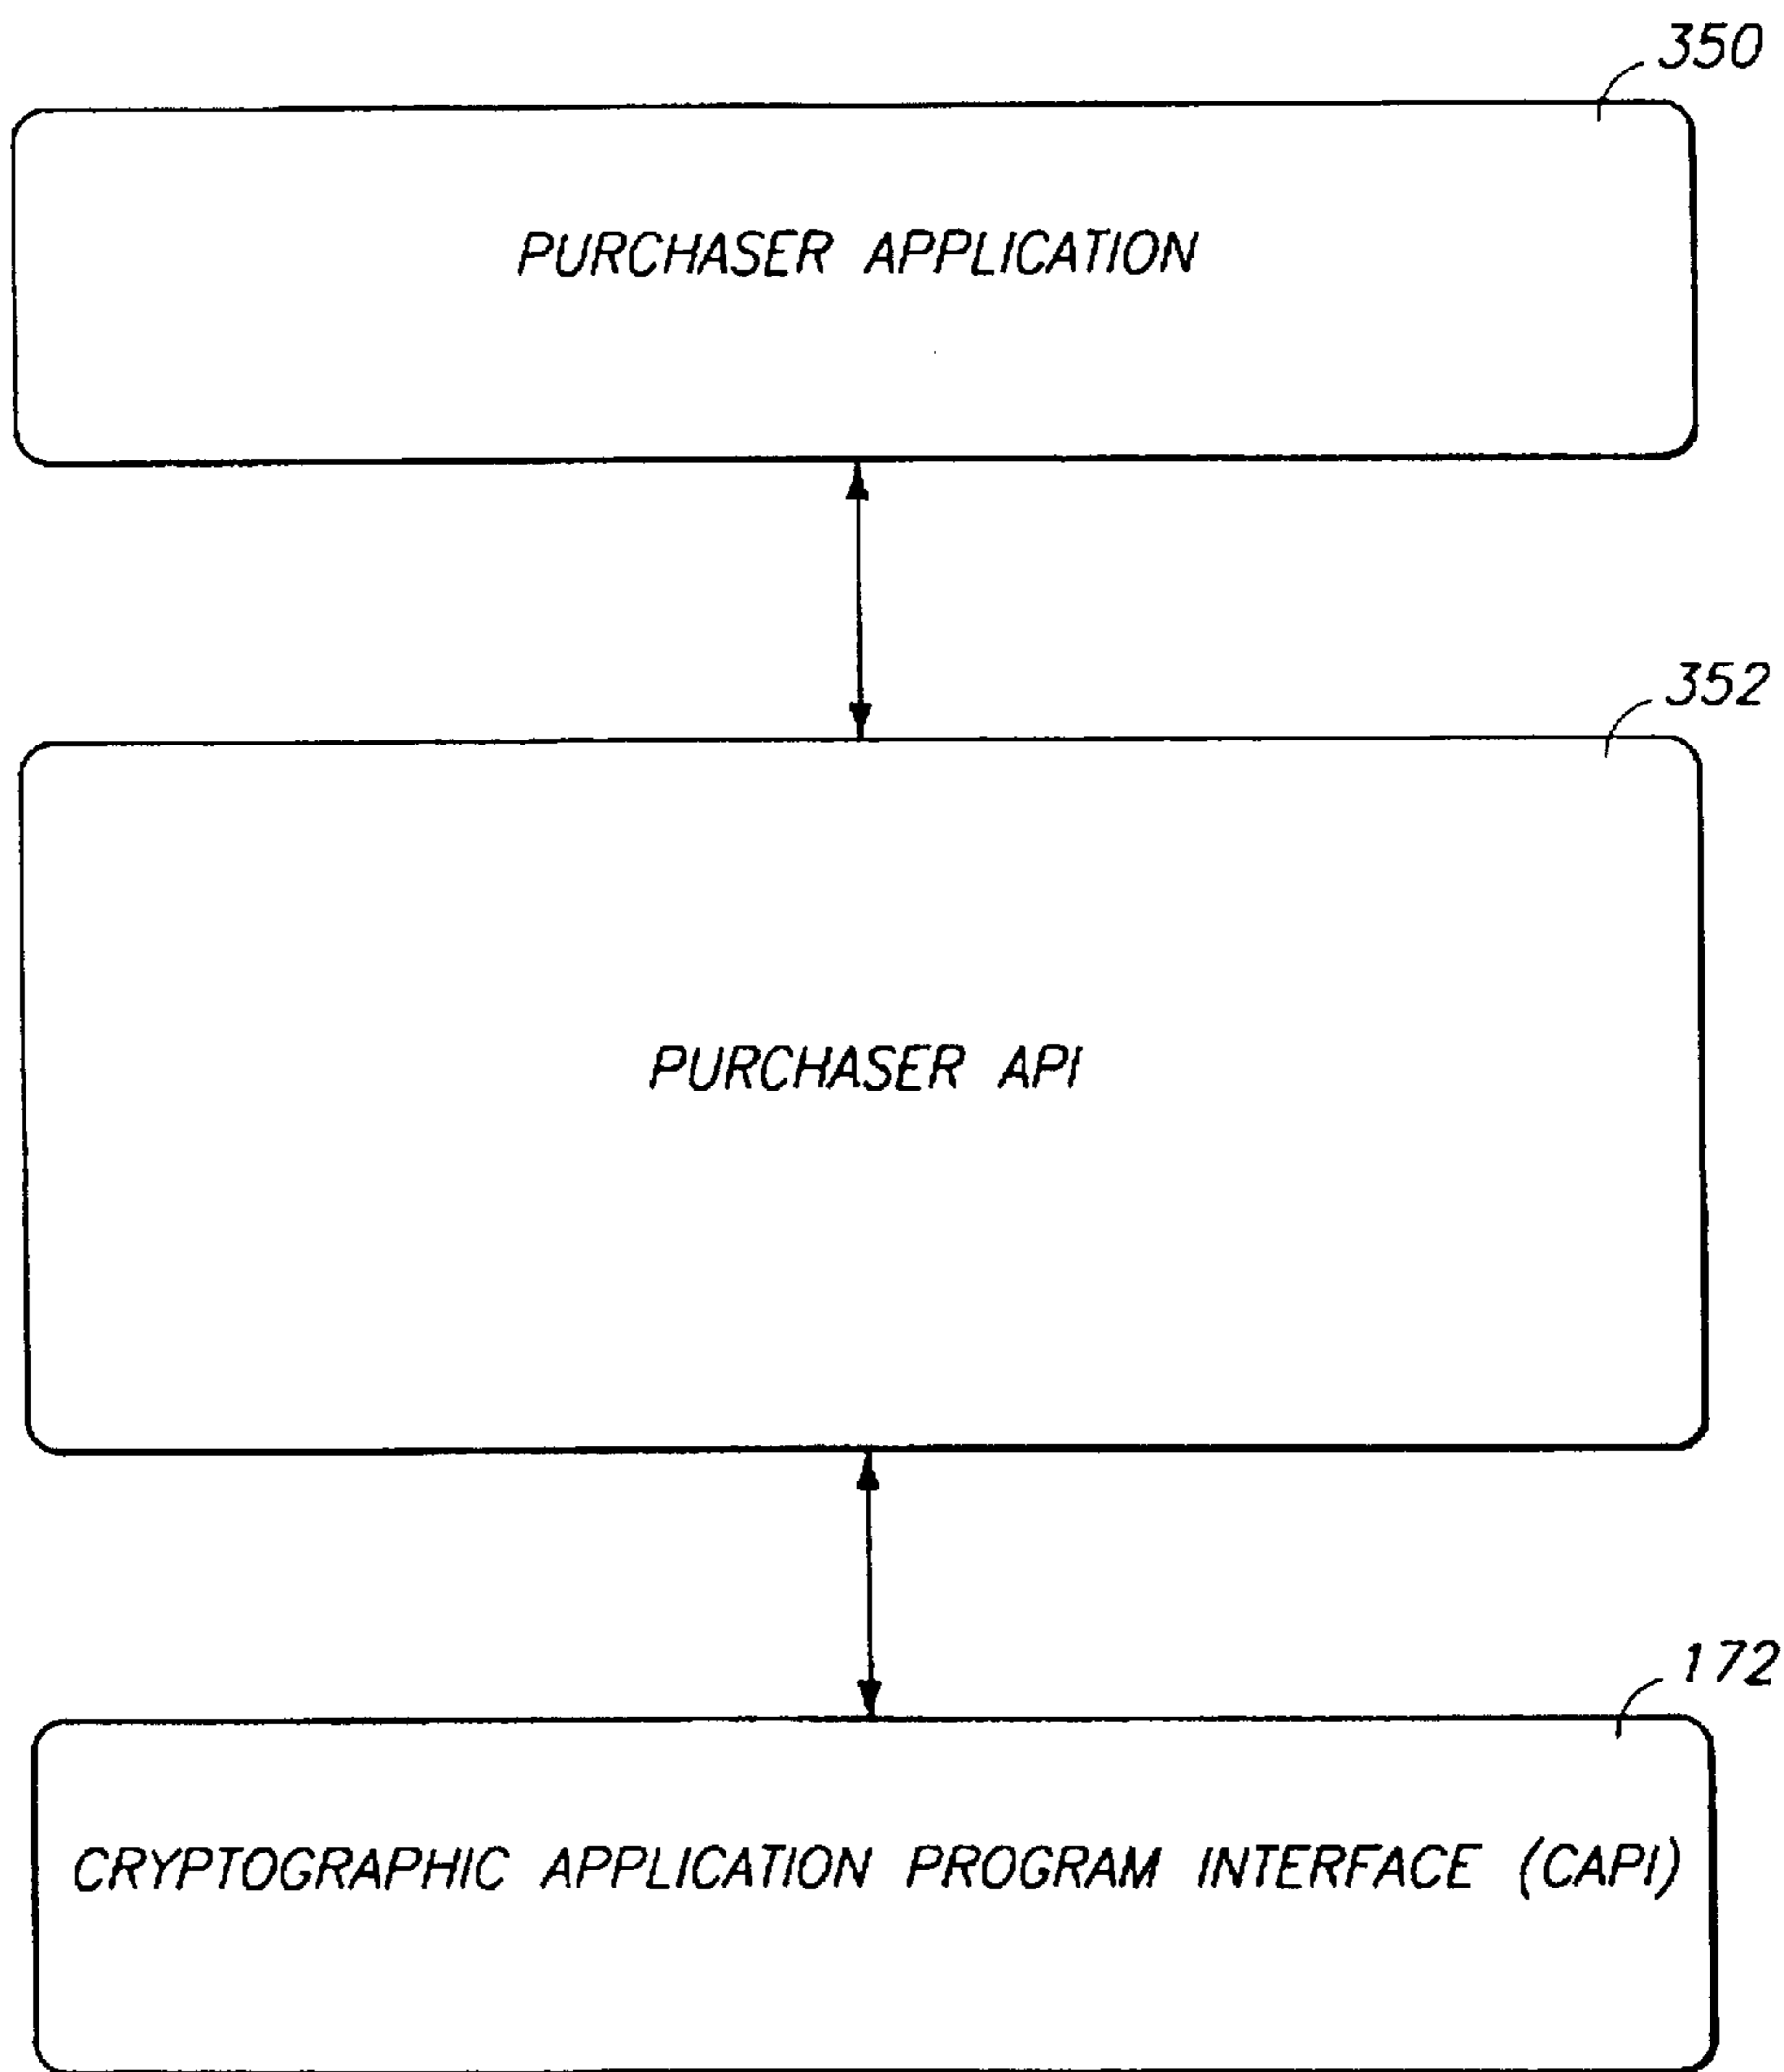 350
PURCHASER APPLICATION
352
PURCHASER API
172
CRYPTOGRAPHIC APPLICATION PROGRAM INTERFACE (CAPI)